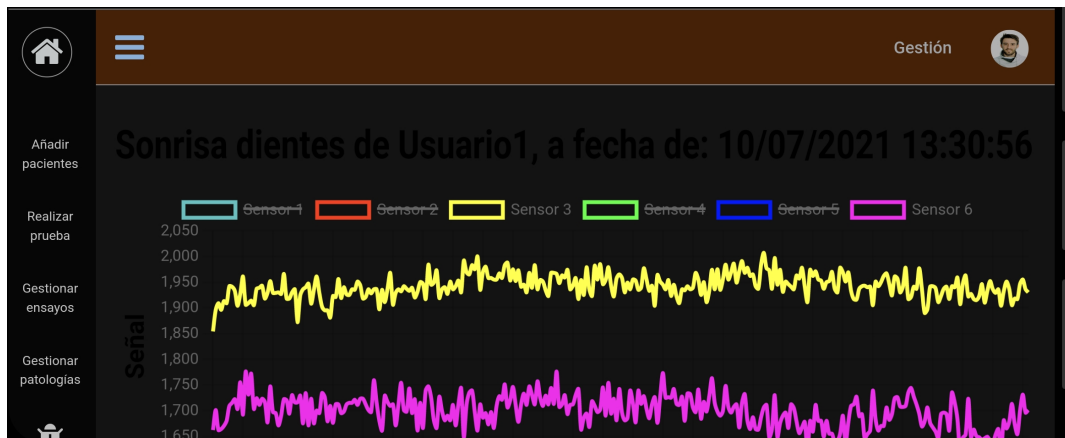 Gestión
Añadir
pacientes
Realizar
prueba
Gestionar
ensayos
Gestionar
patologías
Sonrisa dientes de Usuario1, a fecha de: 10/07/2021 13:30:56
Sensor 1 Sensor 2 Sensor 3 Sensor 4 Sensor 5 Sensor 6
Señal
2,050
2,000
1,950
1,900
1,850
1,800
1,750
1,700
1,650